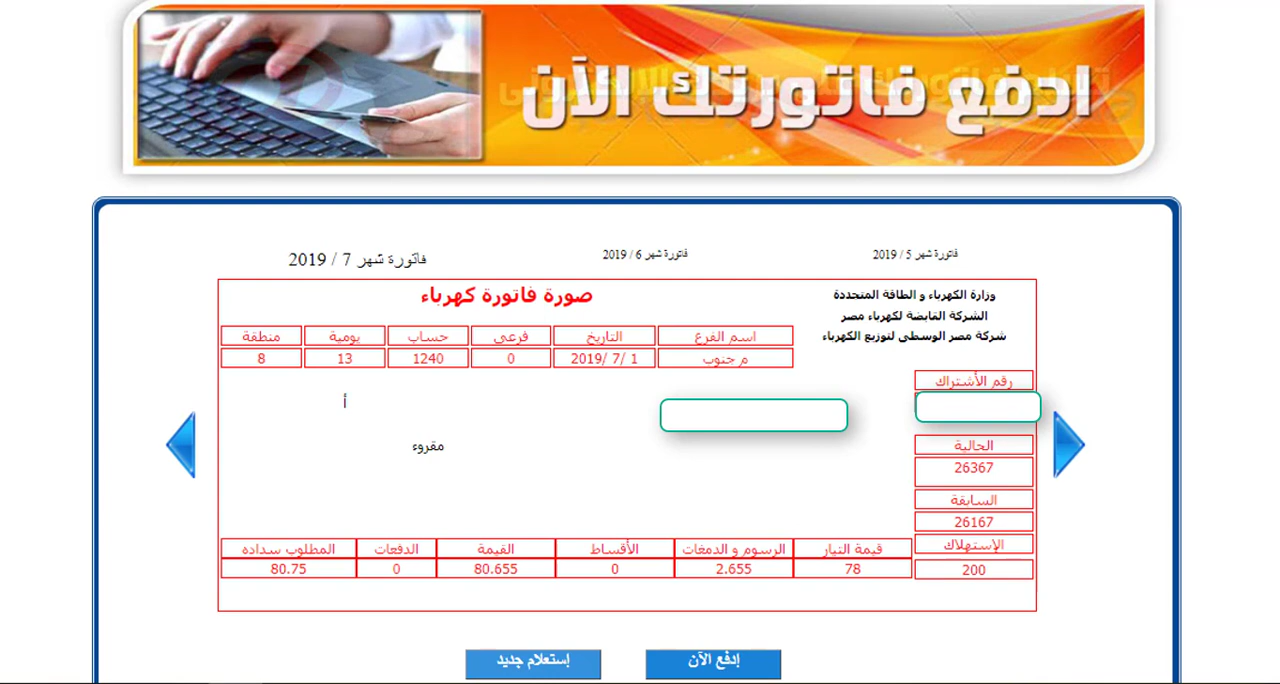 ادفع فاتورتك الآن
فاتورة شهر 5 / 2019
فاتورة شهر 6 / 2019
فاتورة شهر 7 / 2019
وزارة الكهرباء و الطاقة المتجددة
الشركة القابضة لكهرباء مصر
شركة مصر الوسطي لتوزيع الكهرباء
صورة فاتورة كهرباء
اسم الفرع التاريخ فرعى حساب يومية منطقة
م جنوب 1 /7 /2019 0 1240 13 8
رقم الأشتراك
أ
مقروء
الحالية
26367
السابقة
26167
الإستهلاك
200
قيمة التيار الرسوم و الدمغات الأقساط القيمة الدفعات المطلوب سداده
78 2.655 0 80.655 0 80.75
إدفع الآن
إستعلام جديد